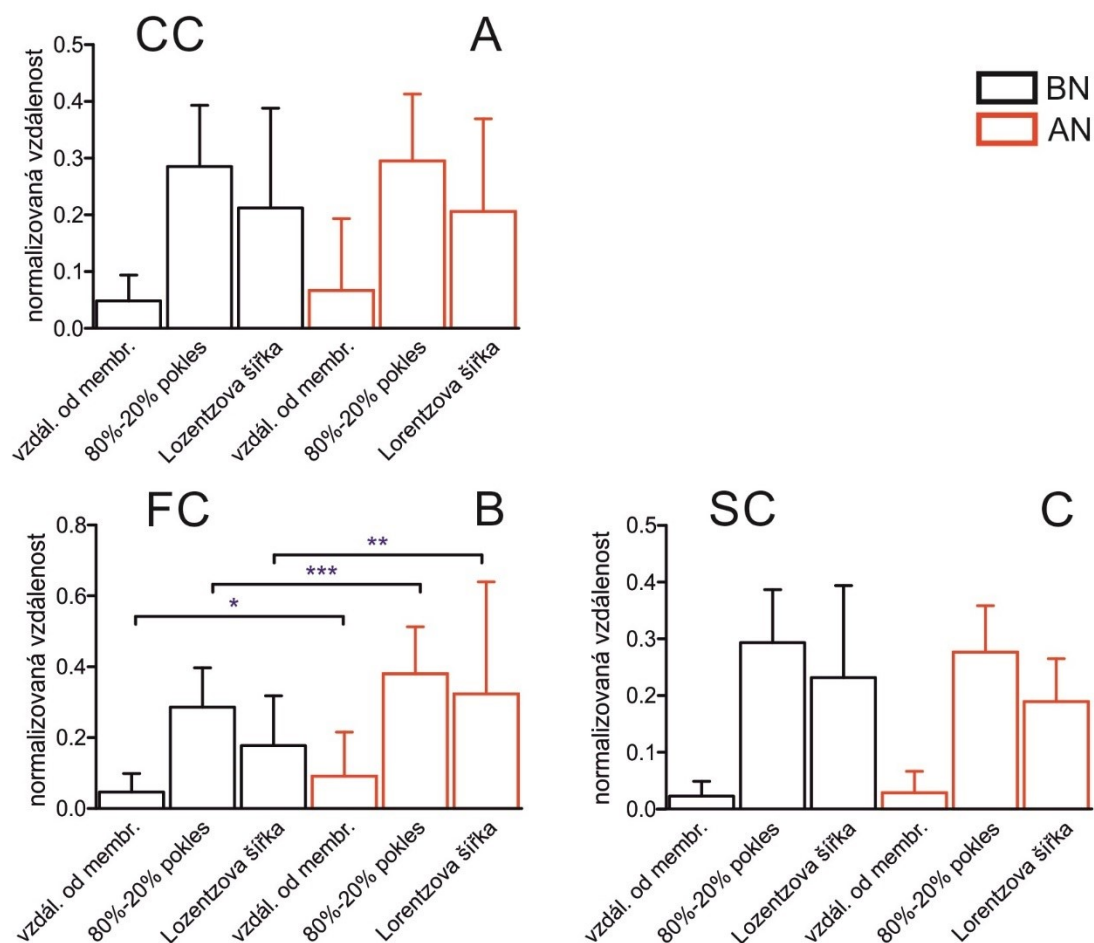 CC
A
normalizovaná vzdálenost
0.5
0.4
0.3
0.2
0.1
0.0
vzdál. od membr.
80%-20% pokles
Lozentzova šířka
vzdál. od membr.
80%-20% pokles
Lorentzova šířka
BN
AN
FC
B
normalizovaná vzdálenost
0.8
0.6
0.4
0.2
0.0
*
***
**
vzdál. od membr.
80%-20% pokles
Lozentzova šířka
vzdál. od membr.
80%-20% pokles
Lorentzova šířka
SC
C
normalizovaná vzdálenost
0.5
0.4
0.3
0.2
0.1
0.0
vzdál. od membr.
80%-20% pokles
Lozentzova šířka
vzdál. od membr.
80%-20% pokles
Lorentzova šířka